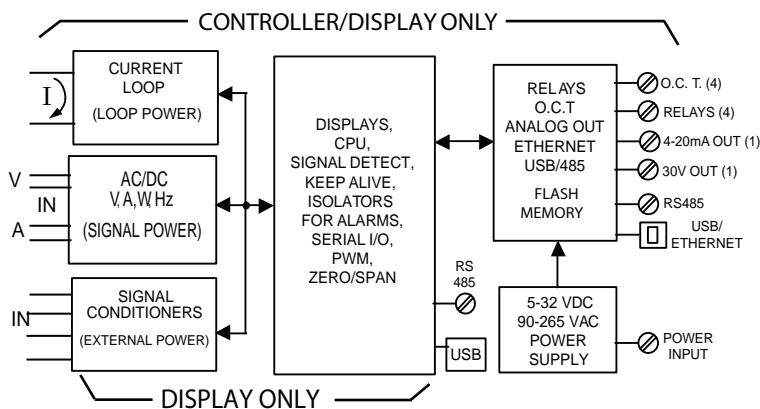 CONTROLLER/DISPLAY ONLY
CURRENT
LOOP
(LOOP POWER)
I
V
IN
A
AC/DC
V,A,W,Hz
(SIGNAL POWER)
IN
SIGNAL
CONDITIONERS
(EXTERNAL POWER)
DISPLAY ONLY
DISPLAYS,
CPU,
SIGNAL DETECT,
KEEP ALIVE,
ISOLATORS
FOR ALARMS,
SERIAL I/O,
PWM,
ZERO/SPAN
RS
485
USB
RELAYS
O.C.T
ANALOG OUT
ETHERNET
USB/485
FLASH
MEMORY
O.C. T. (4)
RELAYS (4)
4-20mA OUT (1)
30V OUT (1)
RS485
USB/
ETHERNET
5-32 VDC
90-265 VAC
POWER
SUPPLY
POWER
INPUT